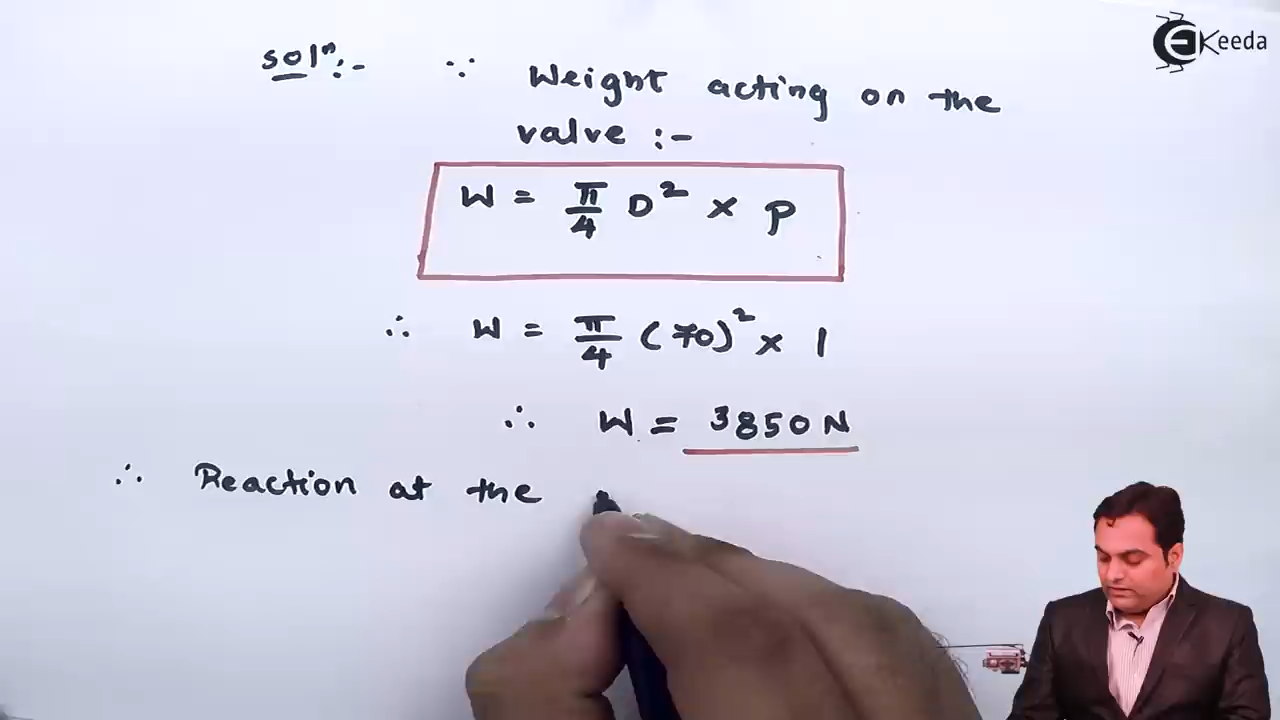 solⁿ :- ∵ Weight acting on the
valve :-
W = π/4 D² × P
∴ W = π/4 (70)² × 1
∴ W = 3850 N
∴ Reaction at the
EKeeda